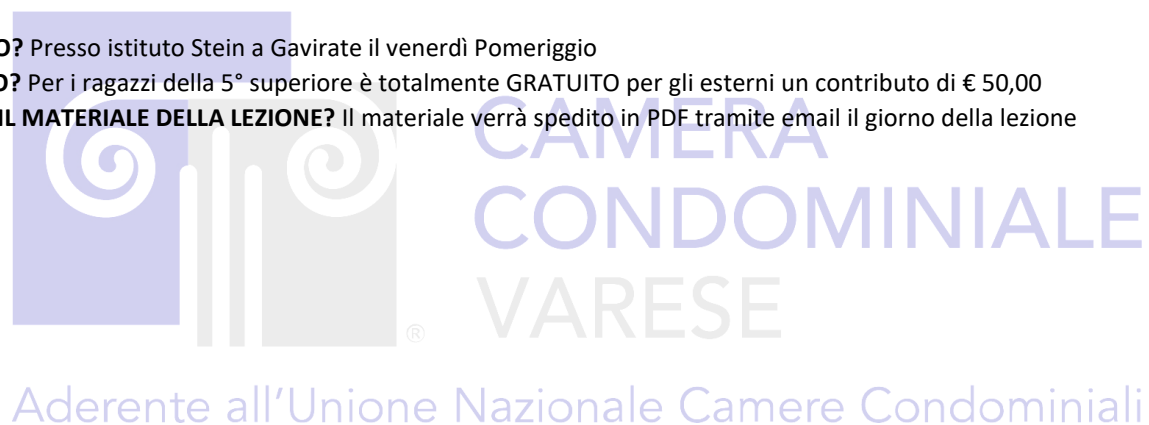 O? Presso istituto Stein a Gavirate il venerdì Pomeriggio
O? Per i ragazzi della 5° superiore è totalmente GRATUITO per gli esterni un contributo di € 50,00
IL MATERIALE DELLA LEZIONE? Il materiale verrà spedito in PDF tramite email il giorno della lezione
CAMERA
CONDOMINIALE
VARESE
®
Aderente all'Unione Nazionale Camere Condominiali